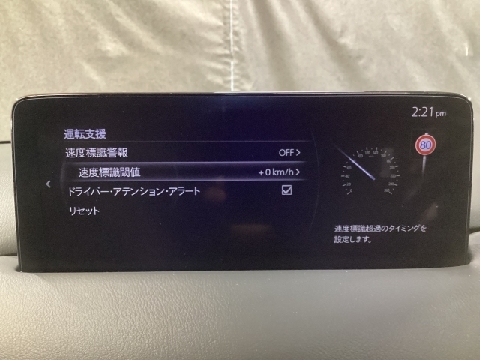 2:21 pm
運転支援
速度標識警報 OFF >
速度標識閾値 +0 km/h >
ドライバー・アテンション・アラート
リセット
80
速度標識超過のタイミングを
設定します。